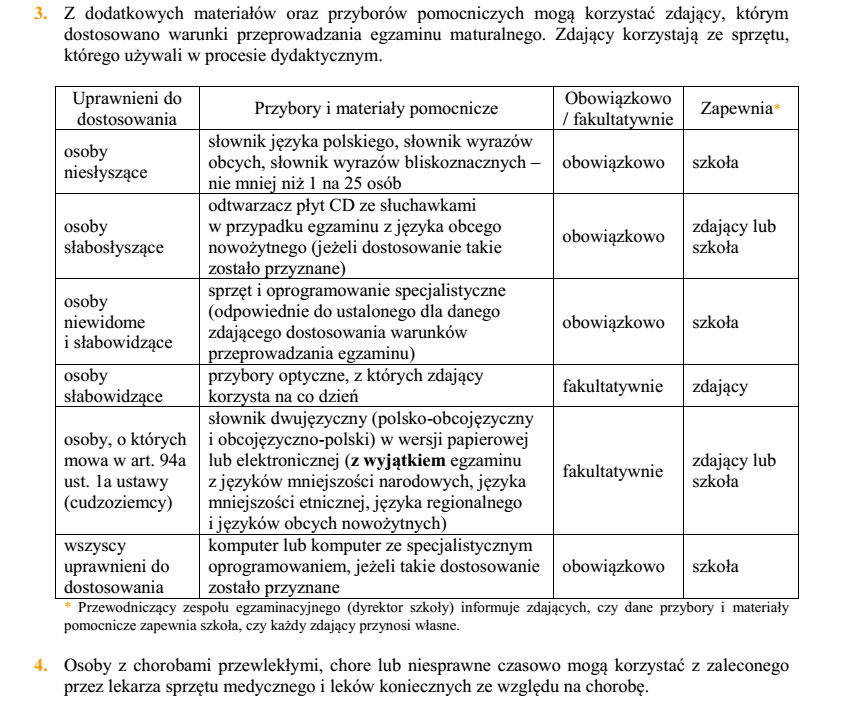 3. Z dodatkowych materiałów oraz przyborów pomocniczych mogą korzystać zdający, którym
dostosowano warunki przeprowadzania egzaminu maturalnego. Zdający korzystają ze sprzętu,
którego używali w procesie dydaktycznym.
Uprawnieni do
dostosowania
Przybory i materiały pomocnicze
Obowiązkowo
/ fakultatywnie
Zapewnia*
osoby
niesłyszące
słownik języka polskiego, słownik wyrazów
obcych, słownik wyrazów bliskoznacznych –
nie mniej niż 1 na 25 osób
obowiązkowo
szkoła
osoby
słabosłyszące
odtwarzacz płyt CD ze słuchawkami
w przypadku egzaminu z języka obcego
nowożytnego (jeżeli dostosowanie takie
zostało przyznane)
obowiązkowo
zdający lub
szkoła
osoby
niewidome
i słabowidzące
sprzęt i oprogramowanie specjalistyczne
(odpowiednie do ustalonego dla danego
zdającego dostosowania warunków
przeprowadzania egzaminu)
obowiązkowo
szkoła
osoby
słabowidzące
przybory optyczne, z których zdający
korzysta na co dzień
fakultatywnie
zdający
osoby, o których
mowa w art. 94a
ust. 1a ustawy
(cudzoziemcy)
słownik dwujęzyczny (polsko-obcojęzyczny
i obcojęzyczno-polski) w wersji papierowej
lub elektronicznej (z wyjątkiem egzaminu
z języków mniejszości narodowych, języka
mniejszości etnicznej, języka regionalnego
i języków obcych nowożytnych)
fakultatywnie
zdający lub
szkoła
wszyscy
uprawnieni do
dostosowania
komputer lub komputer ze specjalistycznym
oprogramowaniem, jeżeli takie dostosowanie
zostało przyznane
obowiązkowo
szkoła
* Przewodniczący zespołu egzaminacyjnego (dyrektor szkoły) informuje zdających, czy dane przybory i materiały
pomocnicze zapewnia szkoła, czy każdy zdający przynosi własne.
4. Osoby z chorobami przewlekłymi, chore lub niesprawne czasowo mogą korzystać z zaleconego
przez lekarza sprzętu medycznego i leków koniecznych ze względu na chorobę.